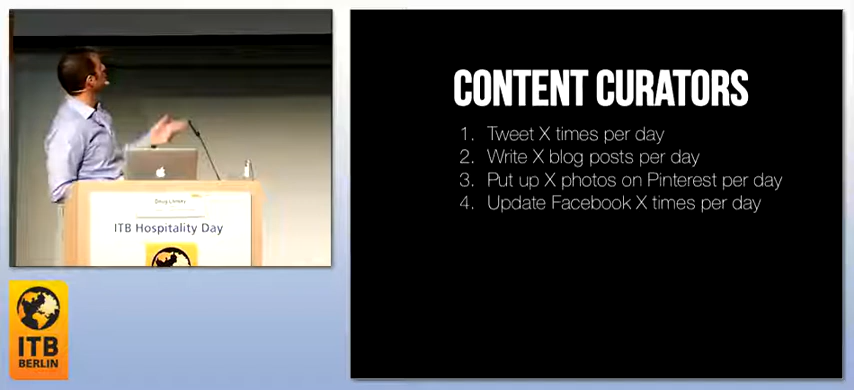 ITB Hospitality Day
ITB
BERLIN
CONTENT CURATORS
1. Tweet X times per day
2. Write X blog posts per day
3. Put up X photos on Pinterest per day
4. Update Facebook X times per day